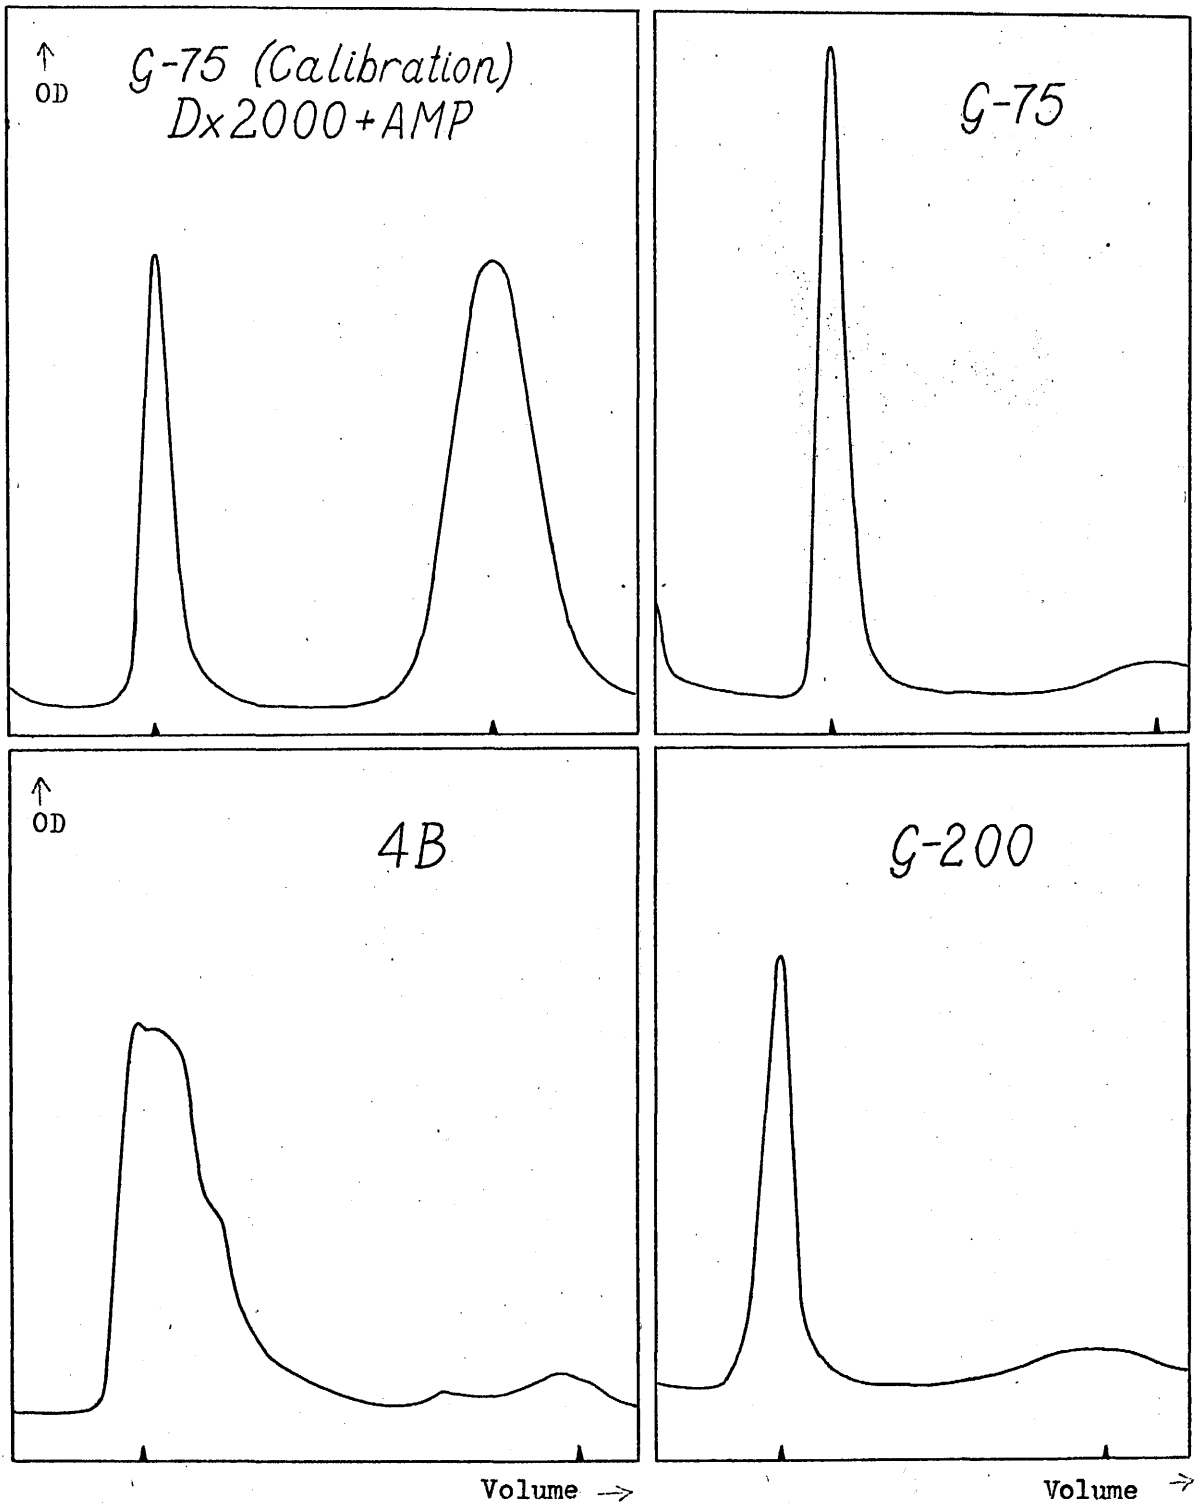 ↑
OD
G-75 (Calibration)
Dx2000+AMP
G-75
↑
OD
4B
G-200
Volume →
Volume →